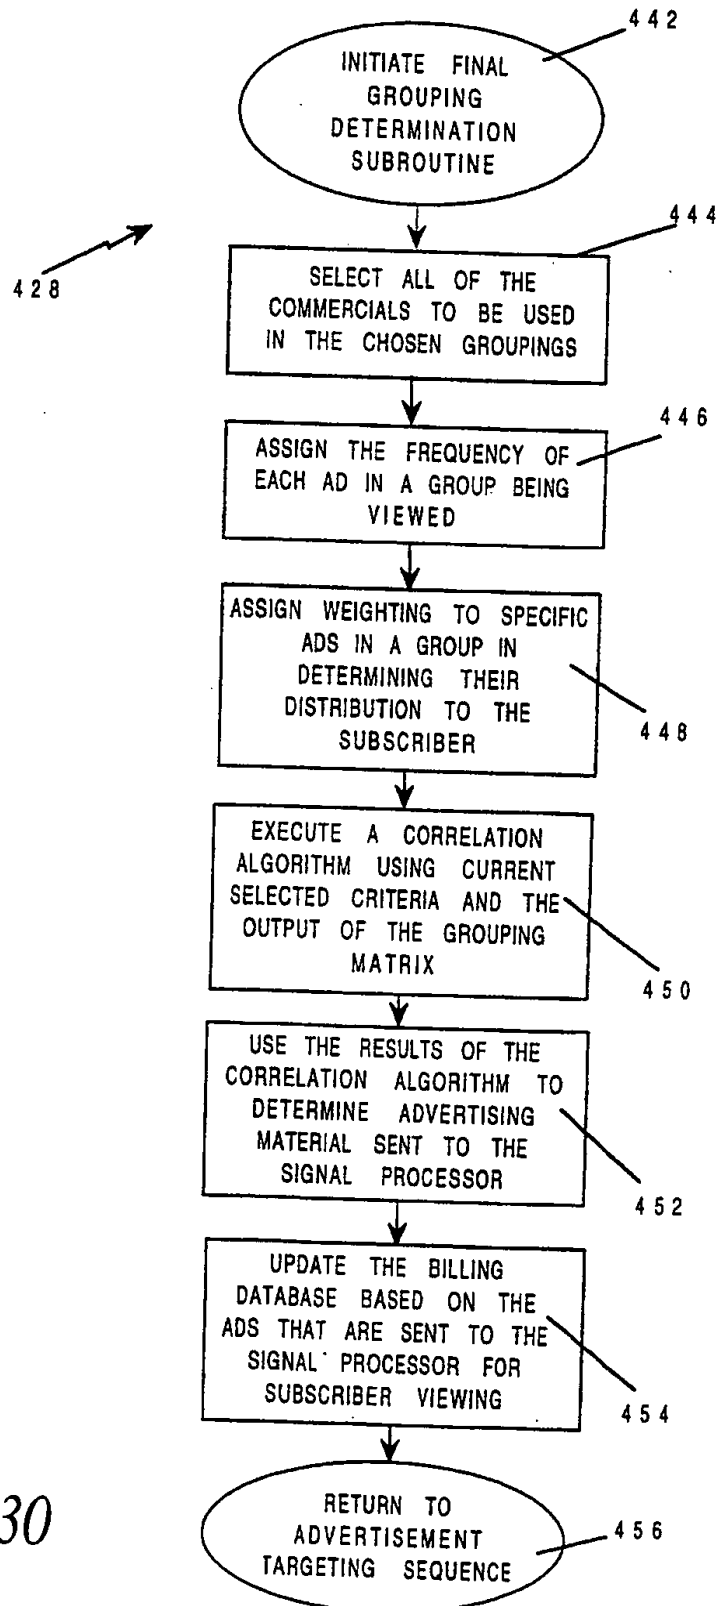 442
INITIATE FINAL
GROUPING
DETERMINATION
SUBROUTINE
428
444
SELECT ALL OF THE
COMMERCIALS TO BE USED
IN THE CHOSEN GROUPINGS
446
ASSIGN THE FREQUENCY OF
EACH AD IN A GROUP BEING
VIEWED
ASSIGN WEIGHTING TO SPECIFIC
ADS IN A GROUP IN
DETERMINING THEIR
DISTRIBUTION TO THE
SUBSCRIBER
448
EXECUTE A CORRELATION
ALGORITHM USING CURRENT
SELECTED CRITERIA AND THE
OUTPUT OF THE GROUPING
MATRIX
450
USE THE RESULTS OF THE
CORRELATION ALGORITHM TO
DETERMINE ADVERTISING
MATERIAL SENT TO THE
SIGNAL PROCESSOR
452
UPDATE THE BILLING
DATABASE BASED ON THE
ADS THAT ARE SENT TO THE
SIGNAL PROCESSOR FOR
SUBSCRIBER VIEWING
454
30
RETURN TO
ADVERTISEMENT
TARGETING SEQUENCE
456